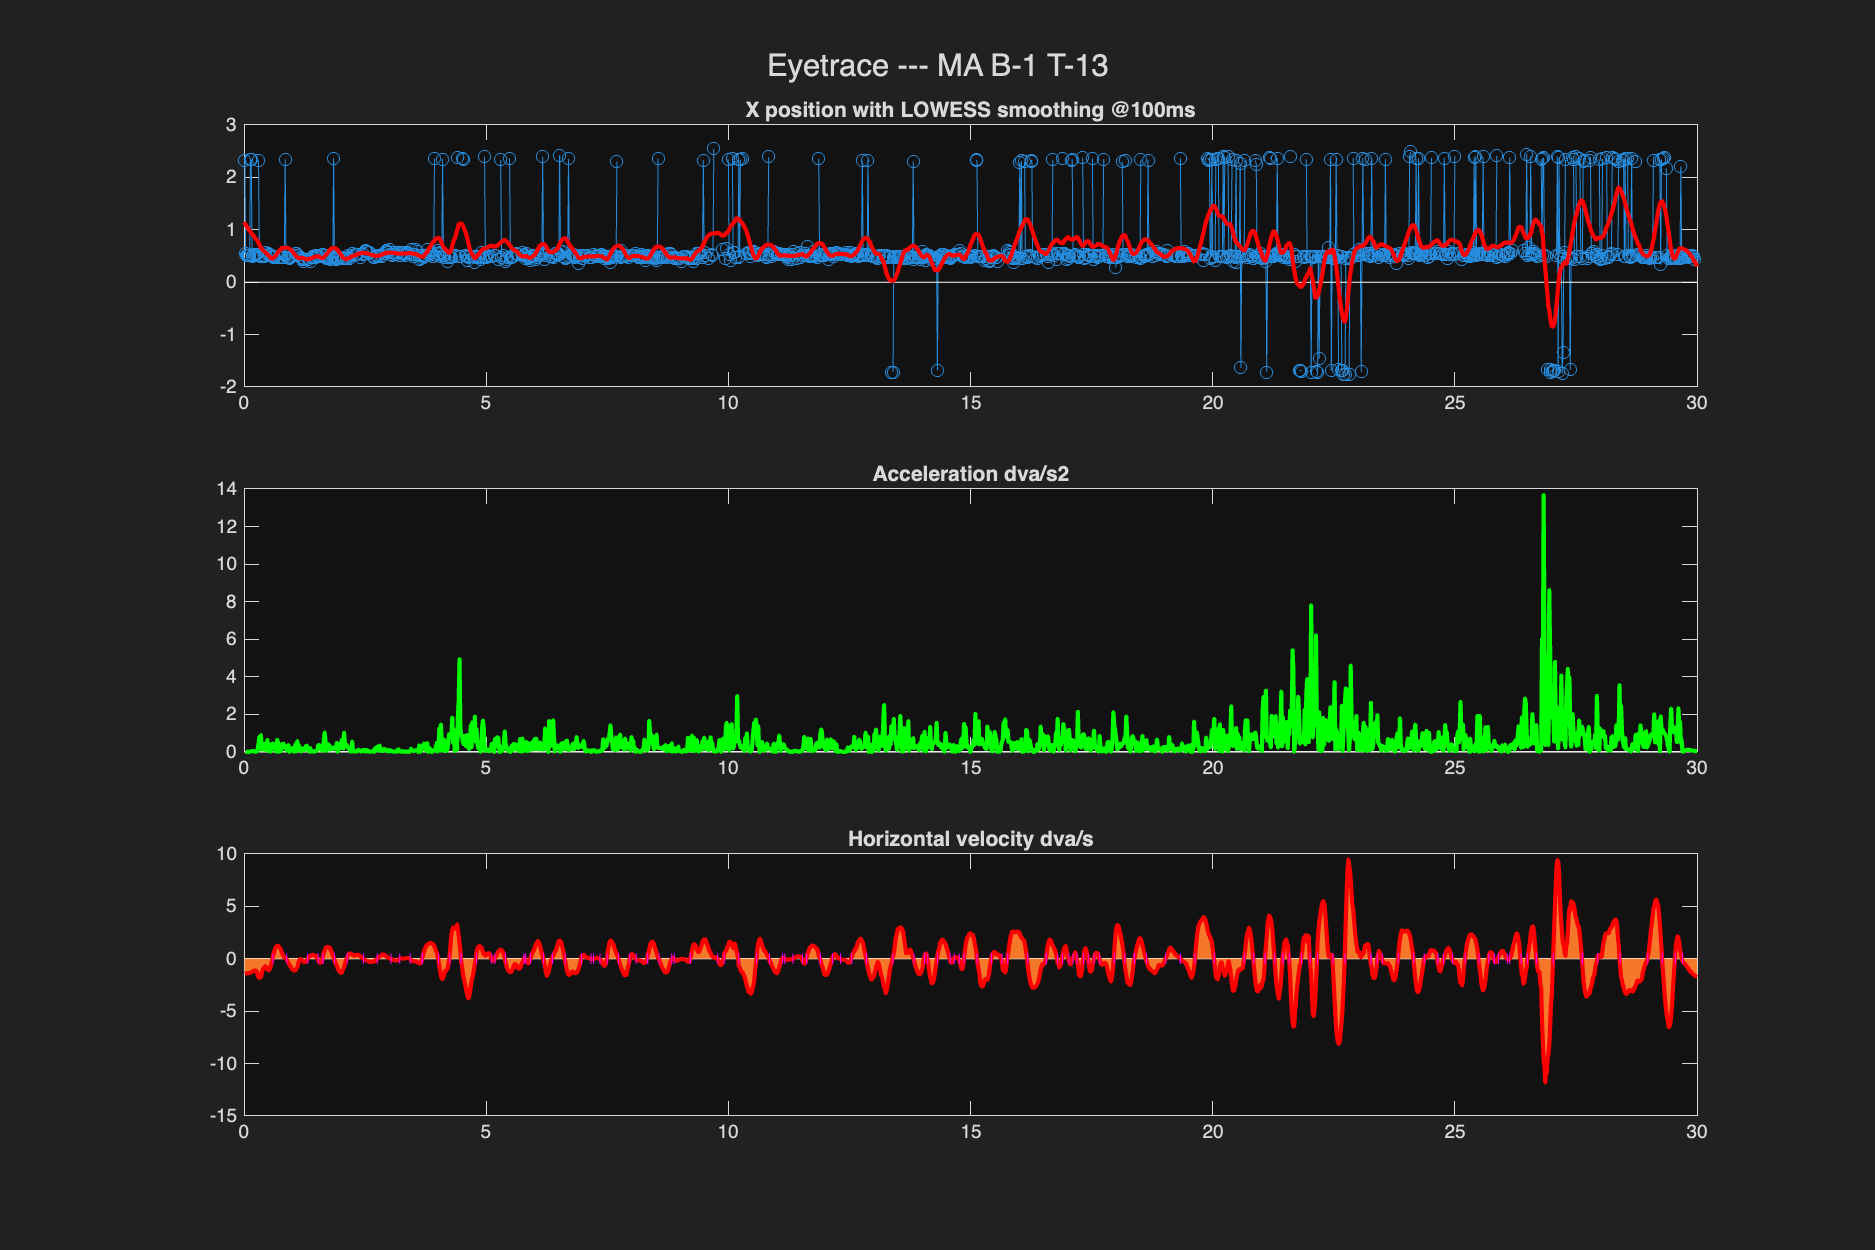 Eyetrace --- MA B-1 T-13
X position with LOWESS smoothing @100ms
3
2
1
0
-1
-2
0 5 10 15 20 25 30
Acceleration dva/s2
14
12
10
8
6
4
2
0
0 5 10 15 20 25 30
Horizontal velocity dva/s
10
5
0
-5
-10
-15
0 5 10 15 20 25 30